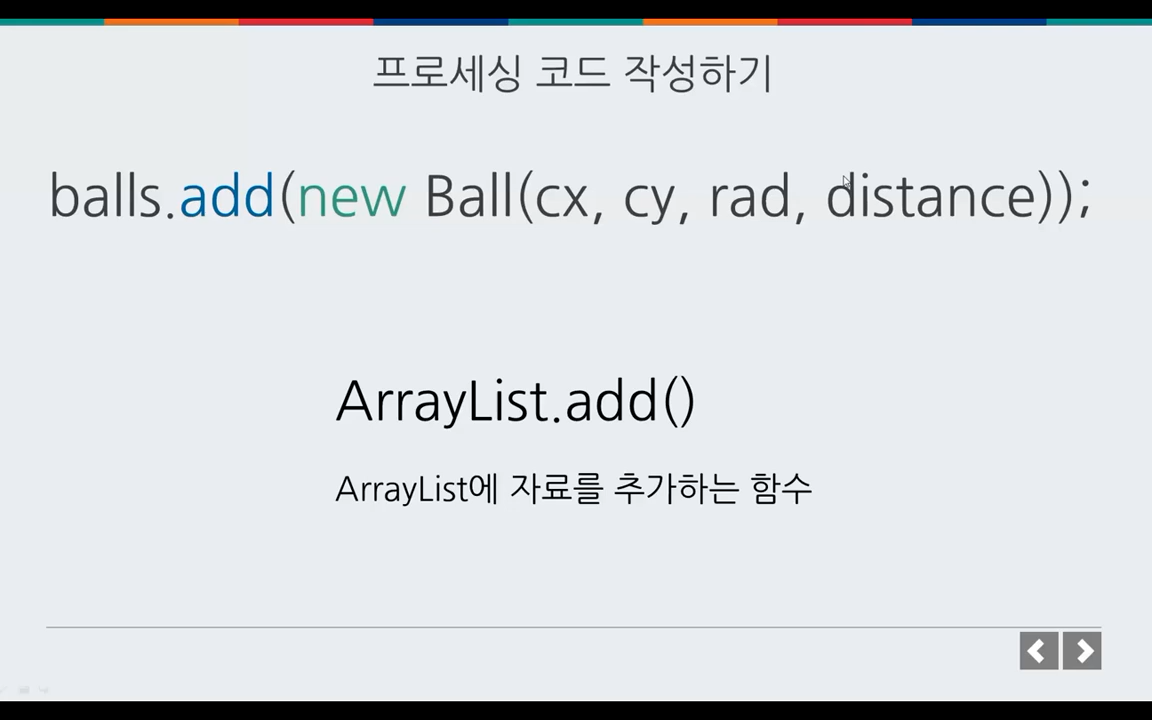 프로세싱 코드 작성하기
balls.add(new Ball(cx, cy, rad, distance));
ArrayList.add()
ArrayList에 자료를 추가하는 함수